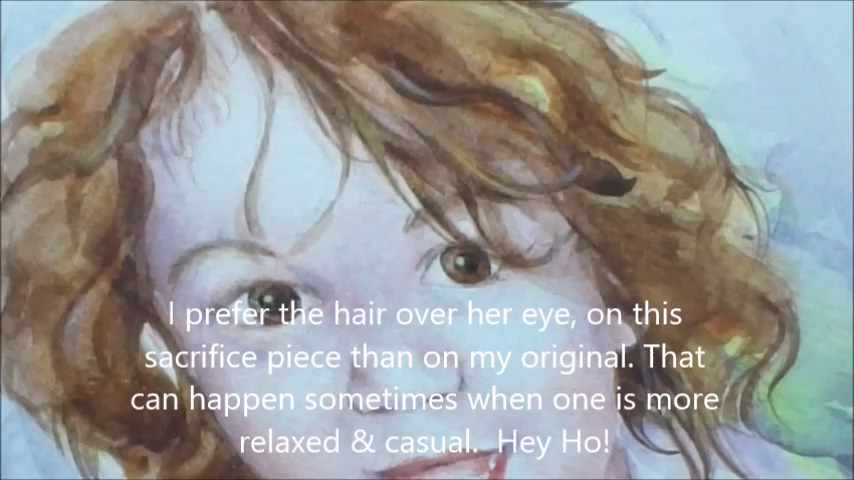 I prefer the hair over her eye, on this
sacrifice piece than on my original. That
can happen sometimes when one is more
relaxed & casual.  Hey Ho!